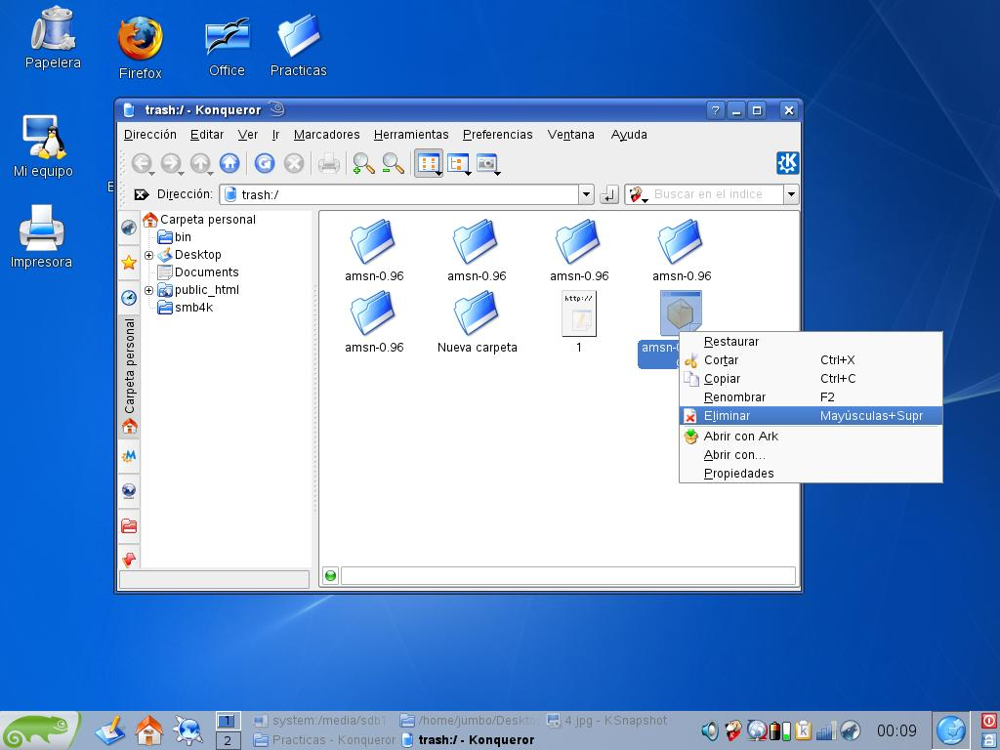 Papelera
Firefox
Office
Practicas
Mi equipo
Impresora
trash:/ - Konqueror
Dirección Editar Ver Ir Marcadores Herramientas Preferencias Ventana Ayuda
Dirección: trash:/ Buscar en el índice
Carpeta personal
bin
Desktop
Documents
public_html
smb4k
Carpeta personal
amsn-0.96 amsn-0.96 amsn-0.96 amsn-0.96
http://
amsn-0.96 Nueva carpeta 1
Restaurar
Cortar Ctrl+X
Copiar Ctrl+C
Renombrar F2
Eliminar Mayúsculas+Supr
Abrir con Ark
Abrir con...
Propiedades
1 system:/media/sdb1 /home/jumbo/Deskto 4 jpg - KSnapshot
2 Practicas - Konqueror trash:/ - Konqueror
00:09